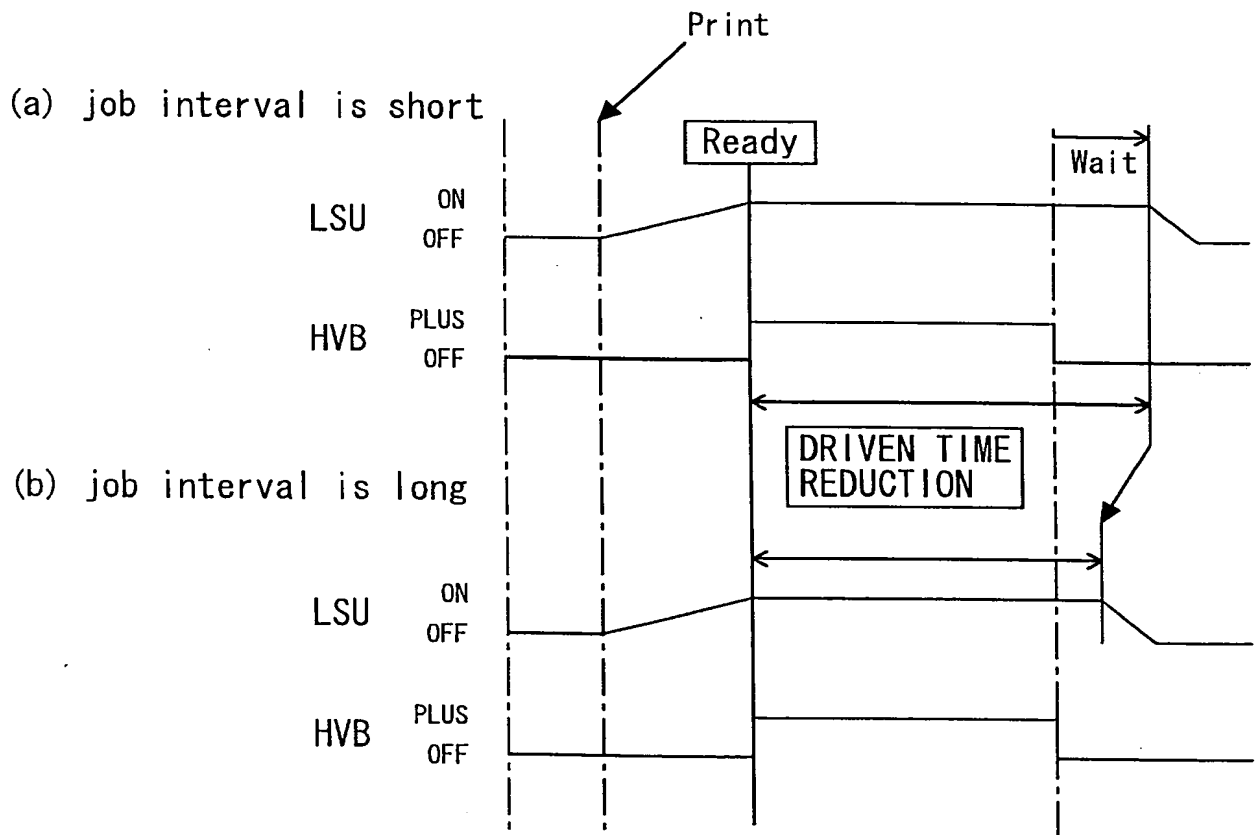 Print
(a) job interval is short
Ready
Wait
LSU ON
OFF
HVB PLUS
OFF
DRIVEN TIME
REDUCTION
(b) job interval is long
LSU ON
OFF
HVB PLUS
OFF